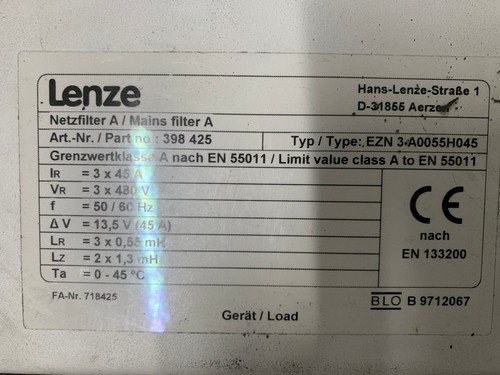 Lenze
Hans-Lenze-Straße 1
D-31855 Aerzen
Netzfilter A / Mains filter A
Art.-Nr. / Part no : 398 425
Typ / Type: EZN 3 A0055H045
Grenzwertklasse A nach EN 55011 / Limit value class A to EN 55011
IR = 3 x 45 A
VR = 3 x 480 V
f = 50 / 60 Hz
Δ V = 13,5 V (45 A)
LR = 3 x 0,55 mH
LZ = 2 x 1,3 mH
Ta = 0 - 45 °C
CE
nach
EN 133200
FA-Nr. 718425
BLO B 9712067
Gerät / Load